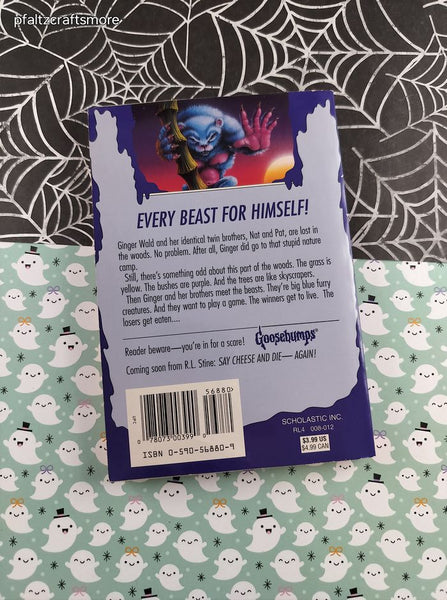 pfaltzcraftsmore
EVERY BEAST FOR HIMSELF!
Ginger Wald and her identical twin brothers, Nat and Pat, are lost in
the woods. No problem. After all, Ginger did go to that stupid nature
camp.
Still, there's something odd about this part of the woods. The grass is
yellow. The bushes are purple. And the trees are like skyscrapers.
Then Ginger and her brothers meet the beasts. They're big blue furry
creatures. And they want to play a game. The winners get to live. The
losers get eaten....
Reader beware—you're in for a scare! Goosebumps®
Coming soon from R.L. Stine: SAY CHEESE AND DIE— AGAIN!
56880>
UPC
0 78073 00399 0
ISBN 0-590-56880-9
SCHOLASTIC INC.
RL4 008-012
$3.99 US
$4.99 CAN